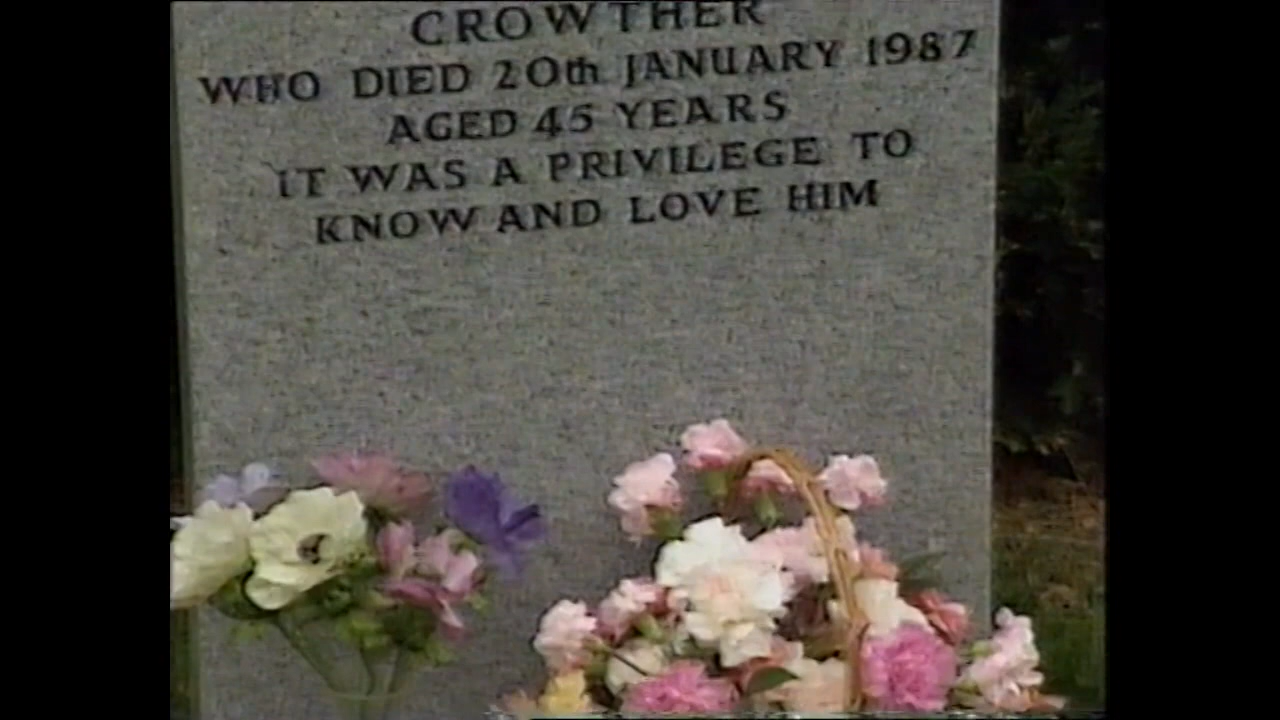 CROWTHER
WHO DIED 20th JANUARY 1987
AGED 45 YEARS
IT WAS A PRIVILEGE TO
KNOW AND LOVE HIM